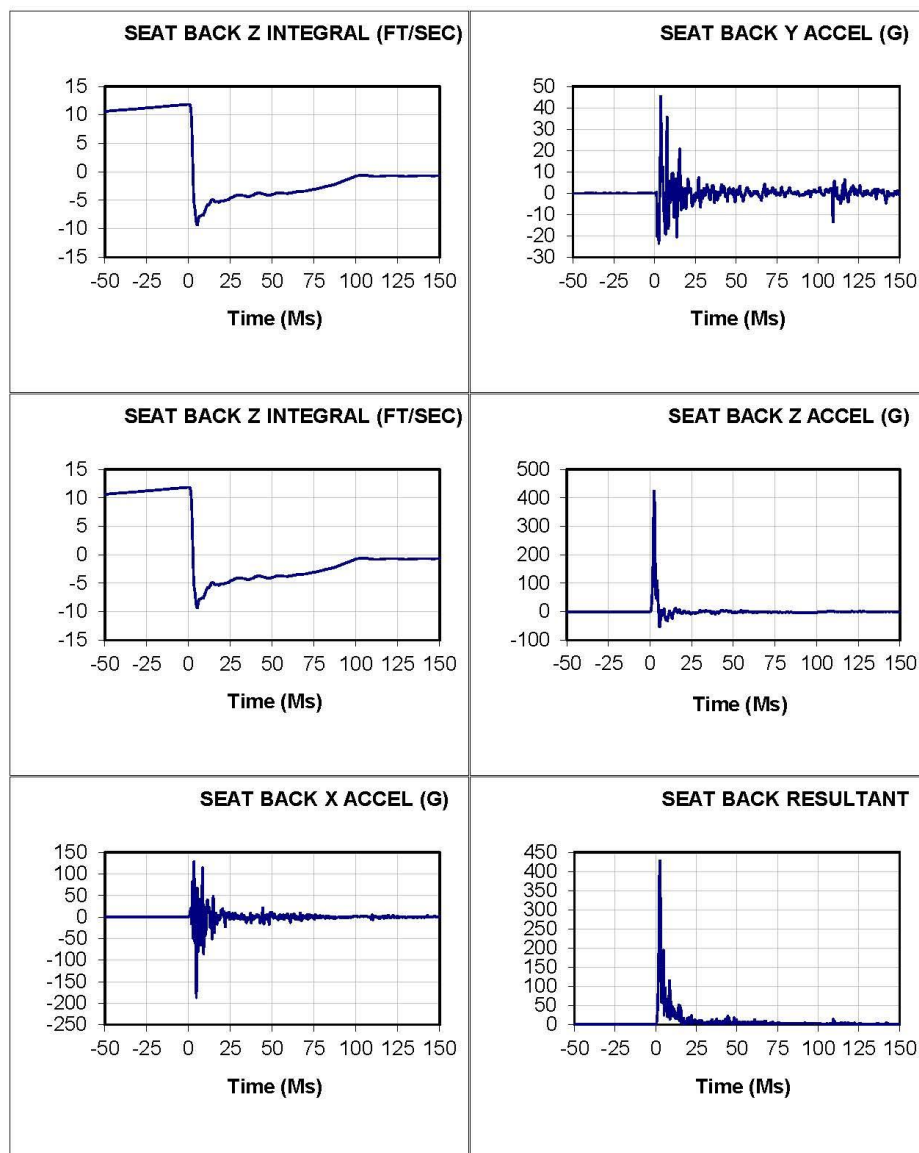 SEAT BACK Z INTEGRAL (FT/SEC)
15
10
5
0
-5
-10
-15
-50 -25 0 25 50 75 100 125 150
Time (Ms)
SEAT BACK Y ACCEL (G)
50
40
30
20
10
0
-10
-20
-30
-50 -25 0 25 50 75 100 125 150
Time (Ms)
SEAT BACK Z INTEGRAL (FT/SEC)
15
10
5
0
-5
-10
-15
-50 -25 0 25 50 75 100 125 150
Time (Ms)
SEAT BACK Z ACCEL (G)
500
400
300
200
100
0
-100
-50 -25 0 25 50 75 100 125 150
Time (Ms)
SEAT BACK X ACCEL (G)
150
100
50
0
-50
-100
-150
-200
-250
-50 -25 0 25 50 75 100 125 150
Time (Ms)
SEAT BACK RESULTANT
450
400
350
300
250
200
150
100
50
0
-50 -25 0 25 50 75 100 125 150
Time (Ms)